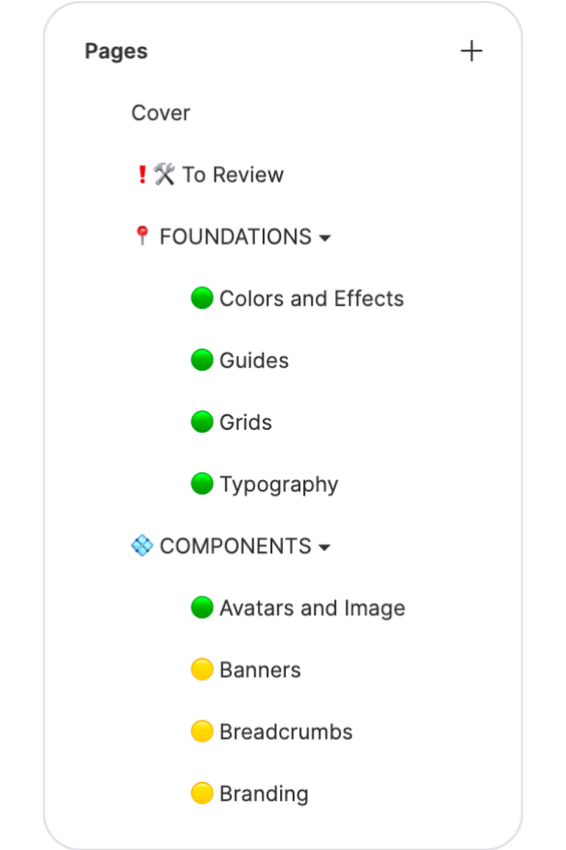 Pages
Cover
❗🛠 To Review
📍 FOUNDATIONS
🟢 Colors and Effects
🟢 Guides
🟢 Grids
🟢 Typography
💠 COMPONENTS
🟢 Avatars and Image
🟡 Banners
🟡 Breadcrumbs
🟡 Branding